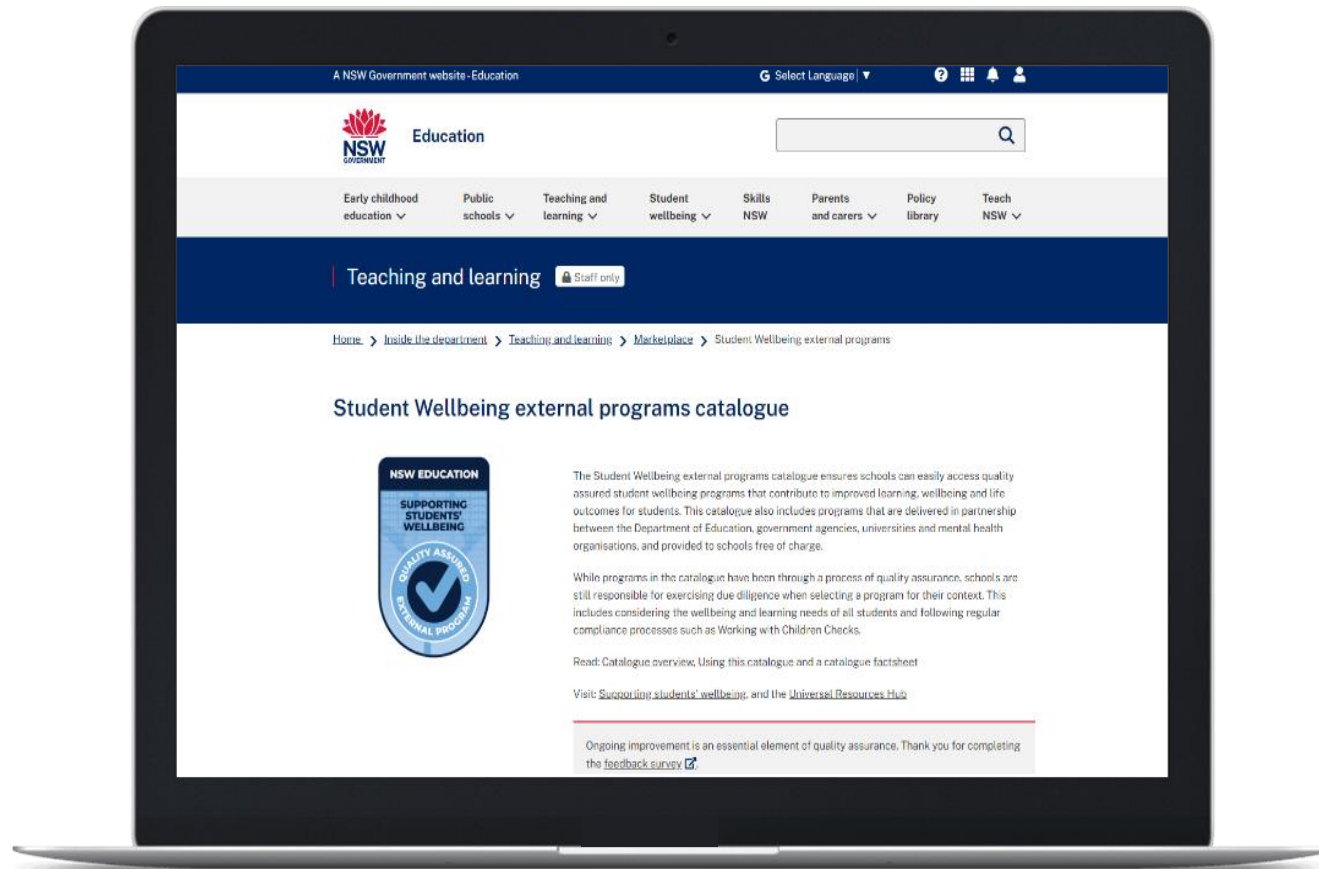 A NSW Government website - Education
G Select Language ▼
NSW
GOVERNMENT
Education
Early childhood
education
Public
schools
Teaching and
learning
Student
wellbeing
Skills
NSW
Parents
and carers
Policy
library
Teach
NSW
Teaching and learning
Staff only
Home > Inside the department > Teaching and learning > Marketplace > Student Wellbeing external programs
Student Wellbeing external programs catalogue
NSW EDUCATION
SUPPORTING
STUDENTS'
WELLBEING
QUALITY ASSURED
EXTERNAL PROGRAM
The Student Wellbeing external programs catalogue ensures schools can easily access quality
assured student wellbeing programs that contribute to improved learning, wellbeing and life
outcomes for students. This catalogue also includes programs that are delivered in partnership
between the Department of Education, government agencies, universities and mental health
organisations, and provided to schools free of charge.
While programs in the catalogue have been through a process of quality assurance, schools are
still responsible for exercising due diligence when selecting a program for their context. This
includes considering the wellbeing and learning needs of all students and following regular
compliance processes such as Working with Children Checks.
Read: Catalogue overview, Using this catalogue and a catalogue factsheet
Visit: Supporting students' wellbeing, and the Universal Resources Hub
Ongoing improvement is an essential element of quality assurance. Thank you for completing
the feedback survey.